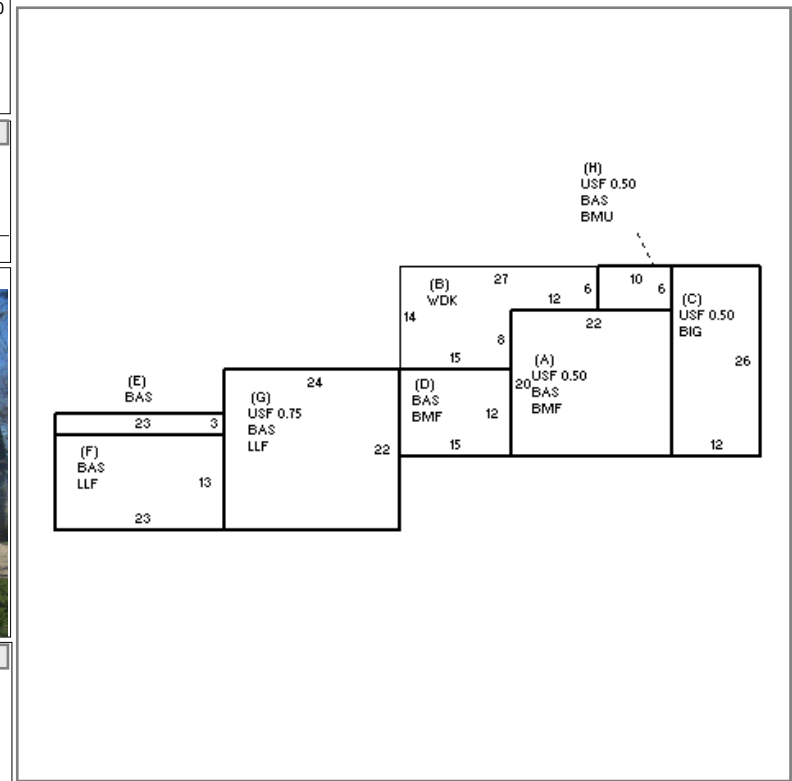 (H)
USF 0.50
BAS
BMU
27
(B)
WDK
6
10
6
12
14
(C)
USF 0.50
BIG
22
8
15
(A)
USF 0.50
BAS
BMF
20
26
(E)
BAS
23
3
24
(G)
USF 0.75
BAS
LLF
22
(D)
BAS
BMF
12
15
12
(F)
BAS
LLF
13
23